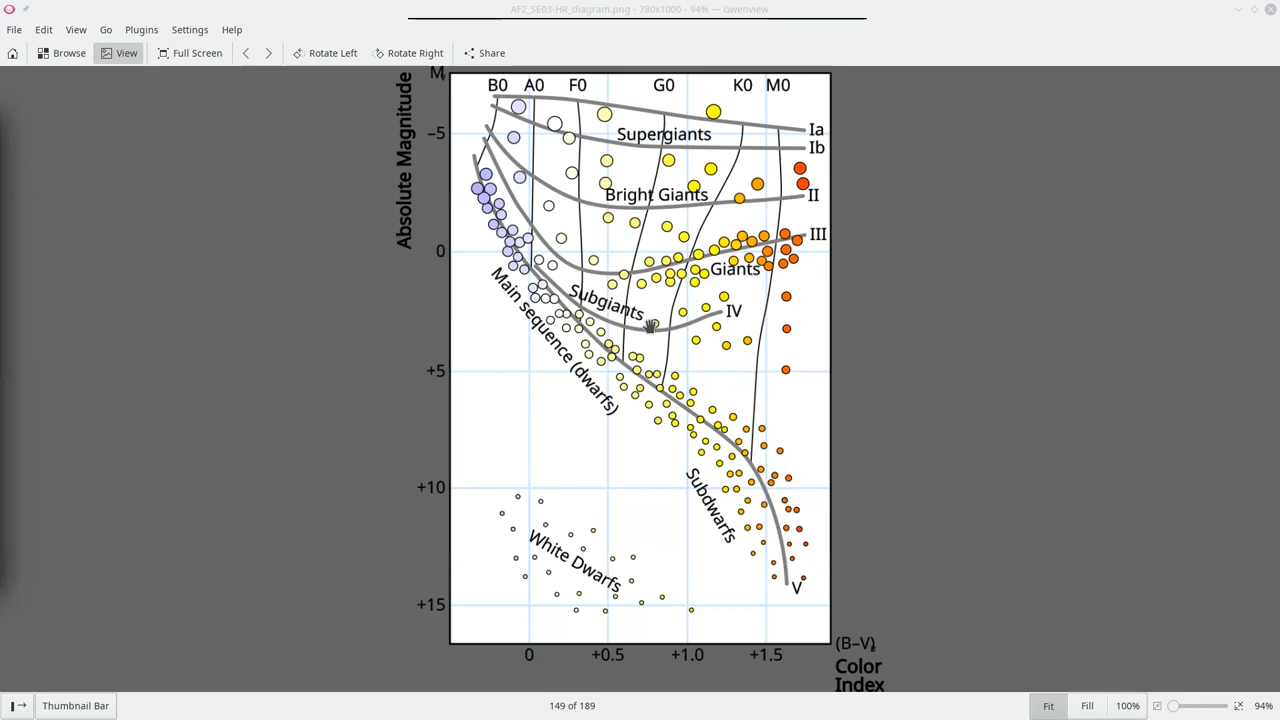 AF2_SE03-HR_diagram.png - 780x1000 - 94% — Gwenview
File Edit View Go Plugins Settings Help
Browse View Full Screen Rotate Left Rotate Right Share
Absolute Magnitude
B0 A0 F0 G0 K0 M0
−5
0
+5
+10
+15
Ia
Supergiants
Ib
Bright Giants
II
III
Giants
Subgiants
IV
Main sequence (dwarfs)
Subdwarfs
White Dwarfs
V
0 +0.5 +1.0 +1.5
Color
Index
Thumbnail Bar
149 of 189
Fit Fill 100% 94%